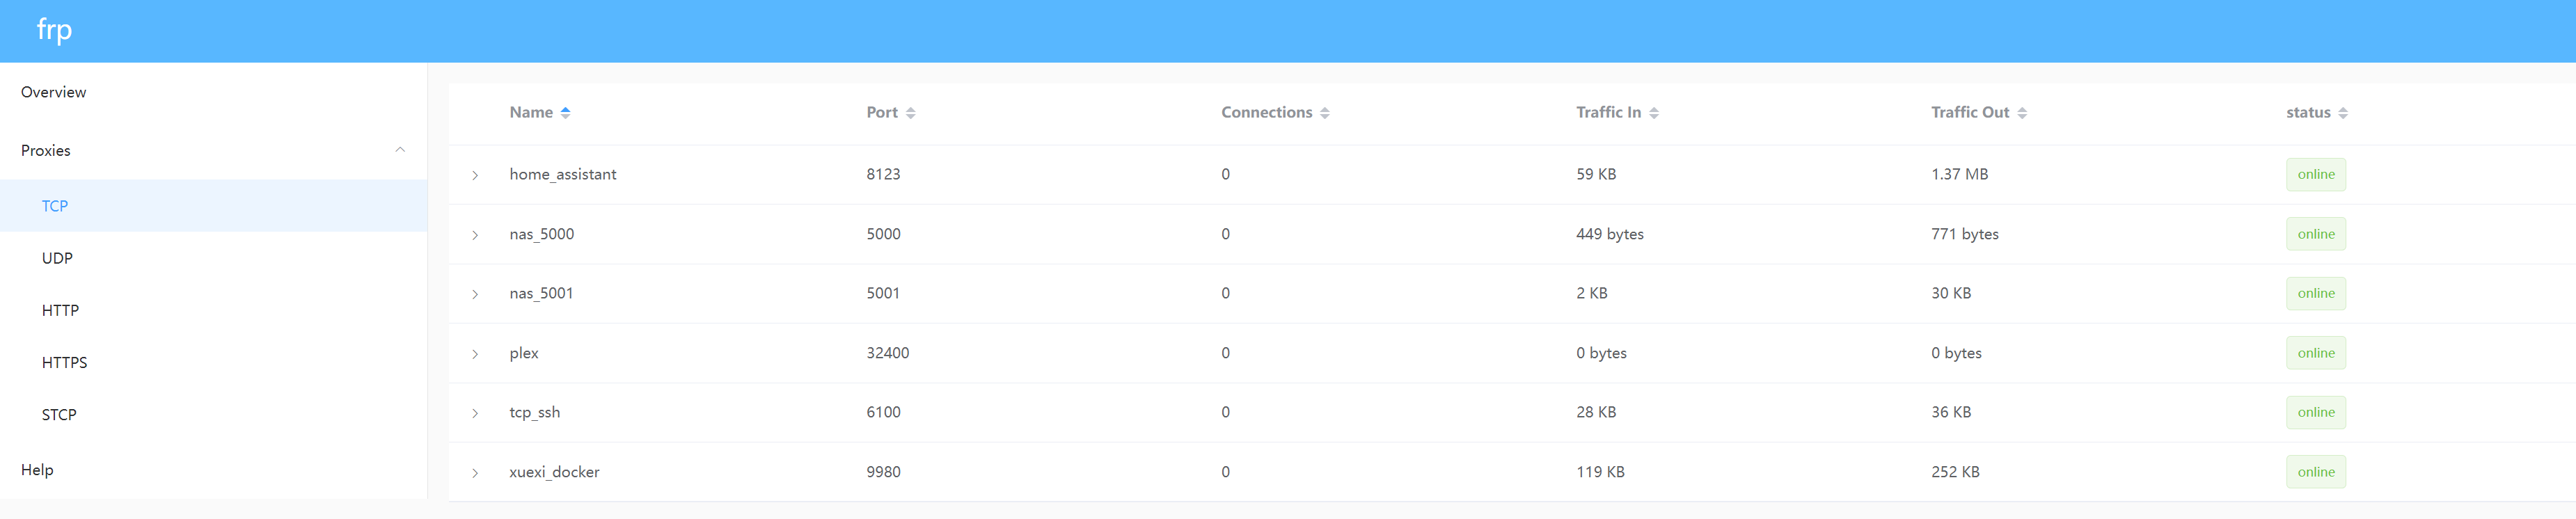 frp
Overview
Proxies
TCP
UDP
HTTP
HTTPS
STCP
Help
Name Port Connections Traffic In Traffic Out status
home_assistant 8123 0 59 KB 1.37 MB online
nas_5000 5000 0 449 bytes 771 bytes online
nas_5001 5001 0 2 KB 30 KB online
plex 32400 0 0 bytes 0 bytes online
tcp_ssh 6100 0 28 KB 36 KB online
xuexi_docker 9980 0 119 KB 252 KB online